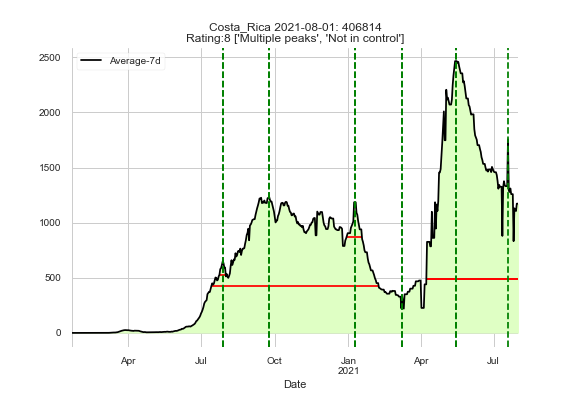 Costa_Rica 2021-08-01: 406814
Rating:8 ['Multiple peaks', 'Not in control']
Average-7d
2500
2000
1500
1000
500
0
Apr Jul Oct Jan Apr Jul
2021
Date